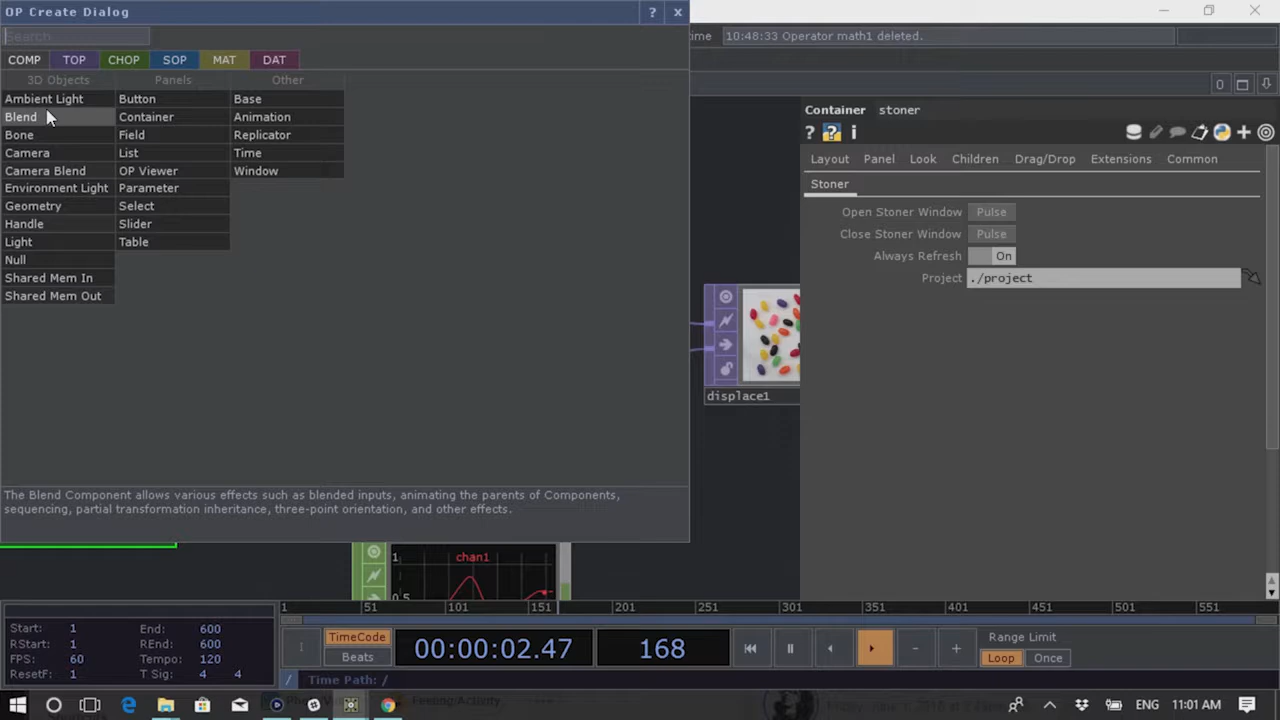 OP Create Dialog
? x
Search
COMP TOP CHOP SOP MAT DAT
3D Objects Panels Other
Ambient Light Button Base
Blend Container Animation
Bone Field Replicator
Camera List Time
Camera Blend OP Viewer Window
Environment Light Parameter
Geometry Select
Handle Slider
Light Table
Null
Shared Mem In
Shared Mem Out
The Blend Component allows various effects such as blended inputs, animating the parents of Components,
sequencing, partial transformation inheritance, three-point orientation, and other effects.
ime 10:48:33 Operator math1 deleted.
0
Container stoner
? ? i
Layout Panel Look Children Drag/Drop Extensions Common
Stoner
Open Stoner Window Pulse
Close Stoner Window Pulse
Always Refresh On
Project ./project
displace1
1 chan1
0.5
1 51 101 151 201 251 301 351 401 451 501 551
Start: 1 End: 600
RStart: 1 REnd: 600
FPS: 60 Tempo: 120
ResetF: 1 T Sig: 4 4
TimeCode
Beats
00:00:02.47 168
Range Limit
Loop Once
/ Time Path: /
Feeling/Activity
11:01 AM